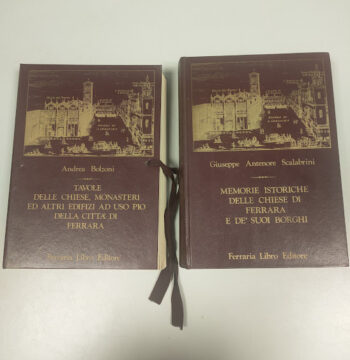 Andrea Bolzoni
TAVOLE
DELLE CHIESE, MONASTERI
ED ALTRI EDIFIZI AD USO PIO
DELLA CITTA' DI
FERRARA
Ferraria Libro Editore
Giuseppe Antenore Scalabrini
MEMORIE ISTORICHE
DELLE CHIESE DI
FERRARA
E DE' SUOI BORGHI
Ferraria Libro Editore